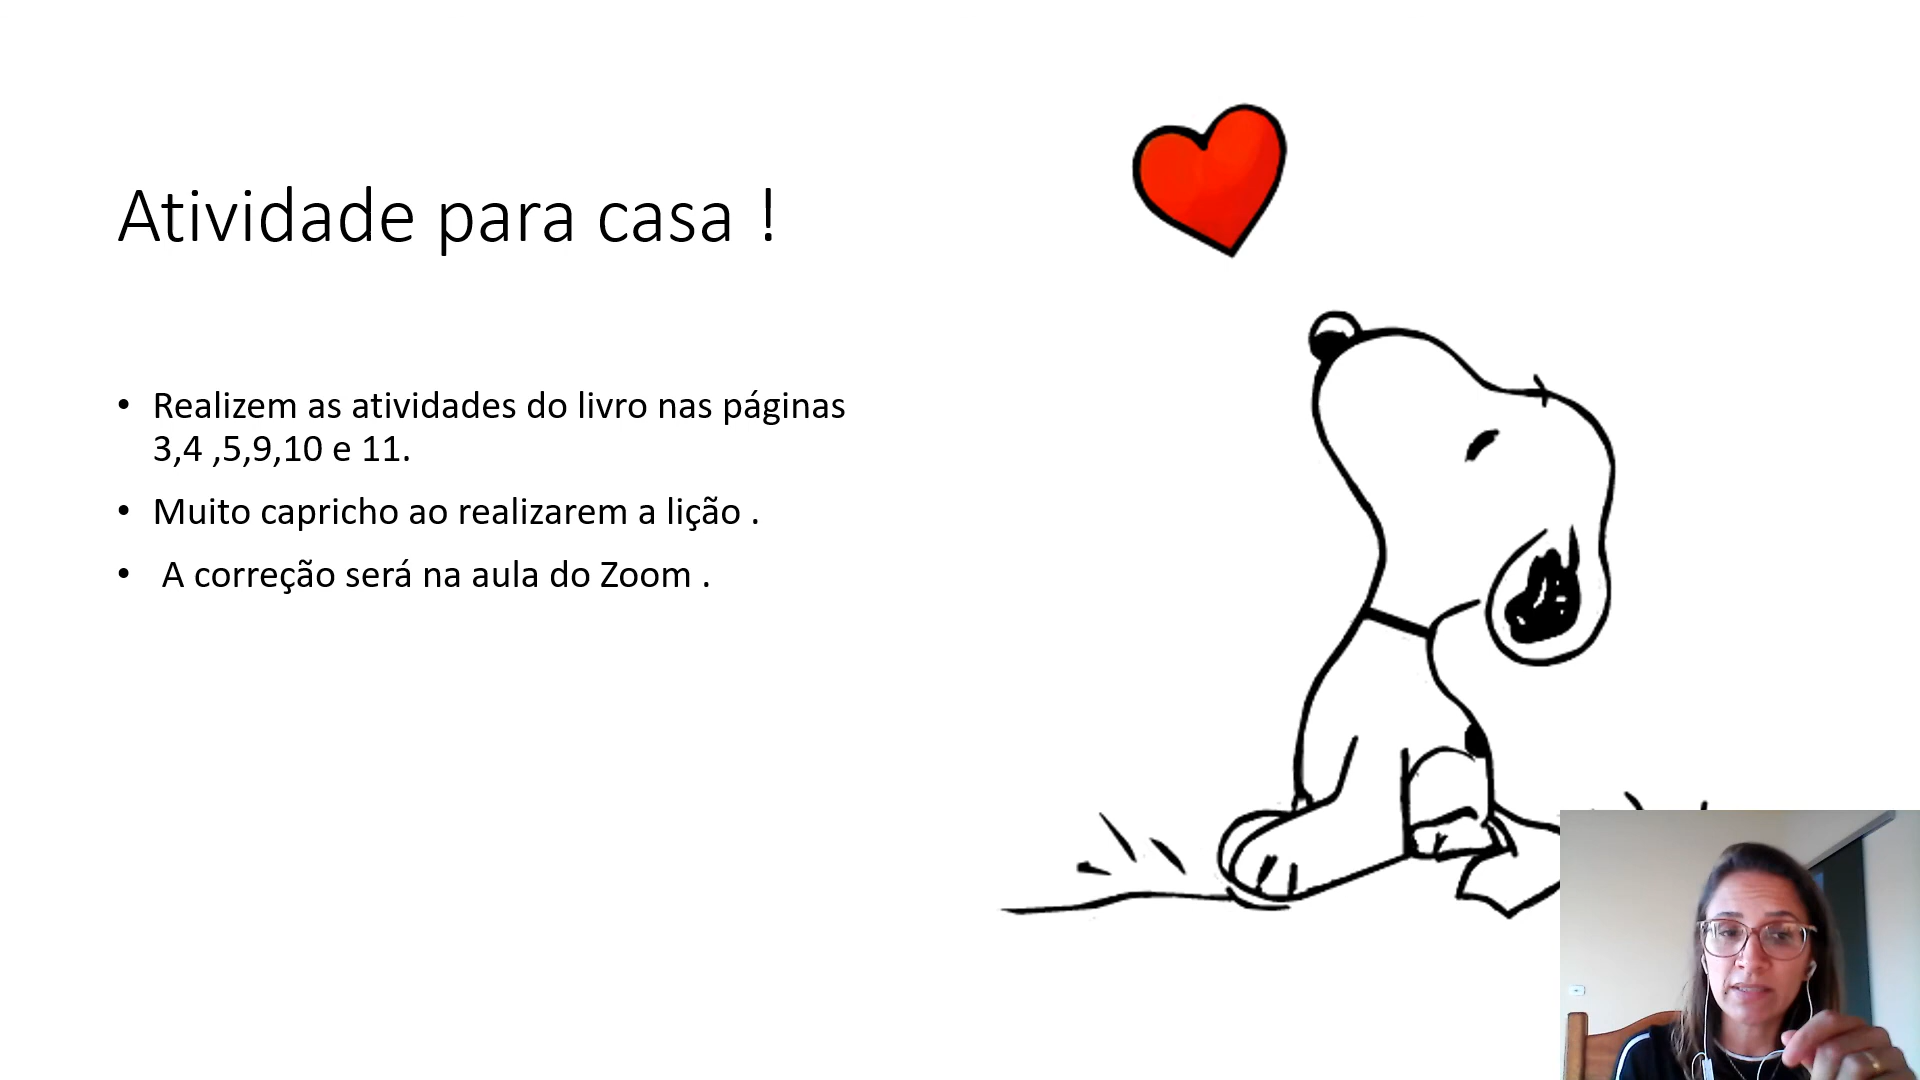 Atividade para casa !
• Realizem as atividades do livro nas páginas
3,4 ,5,9,10 e 11.
• Muito capricho ao realizarem a lição .
• A correção será na aula do Zoom .